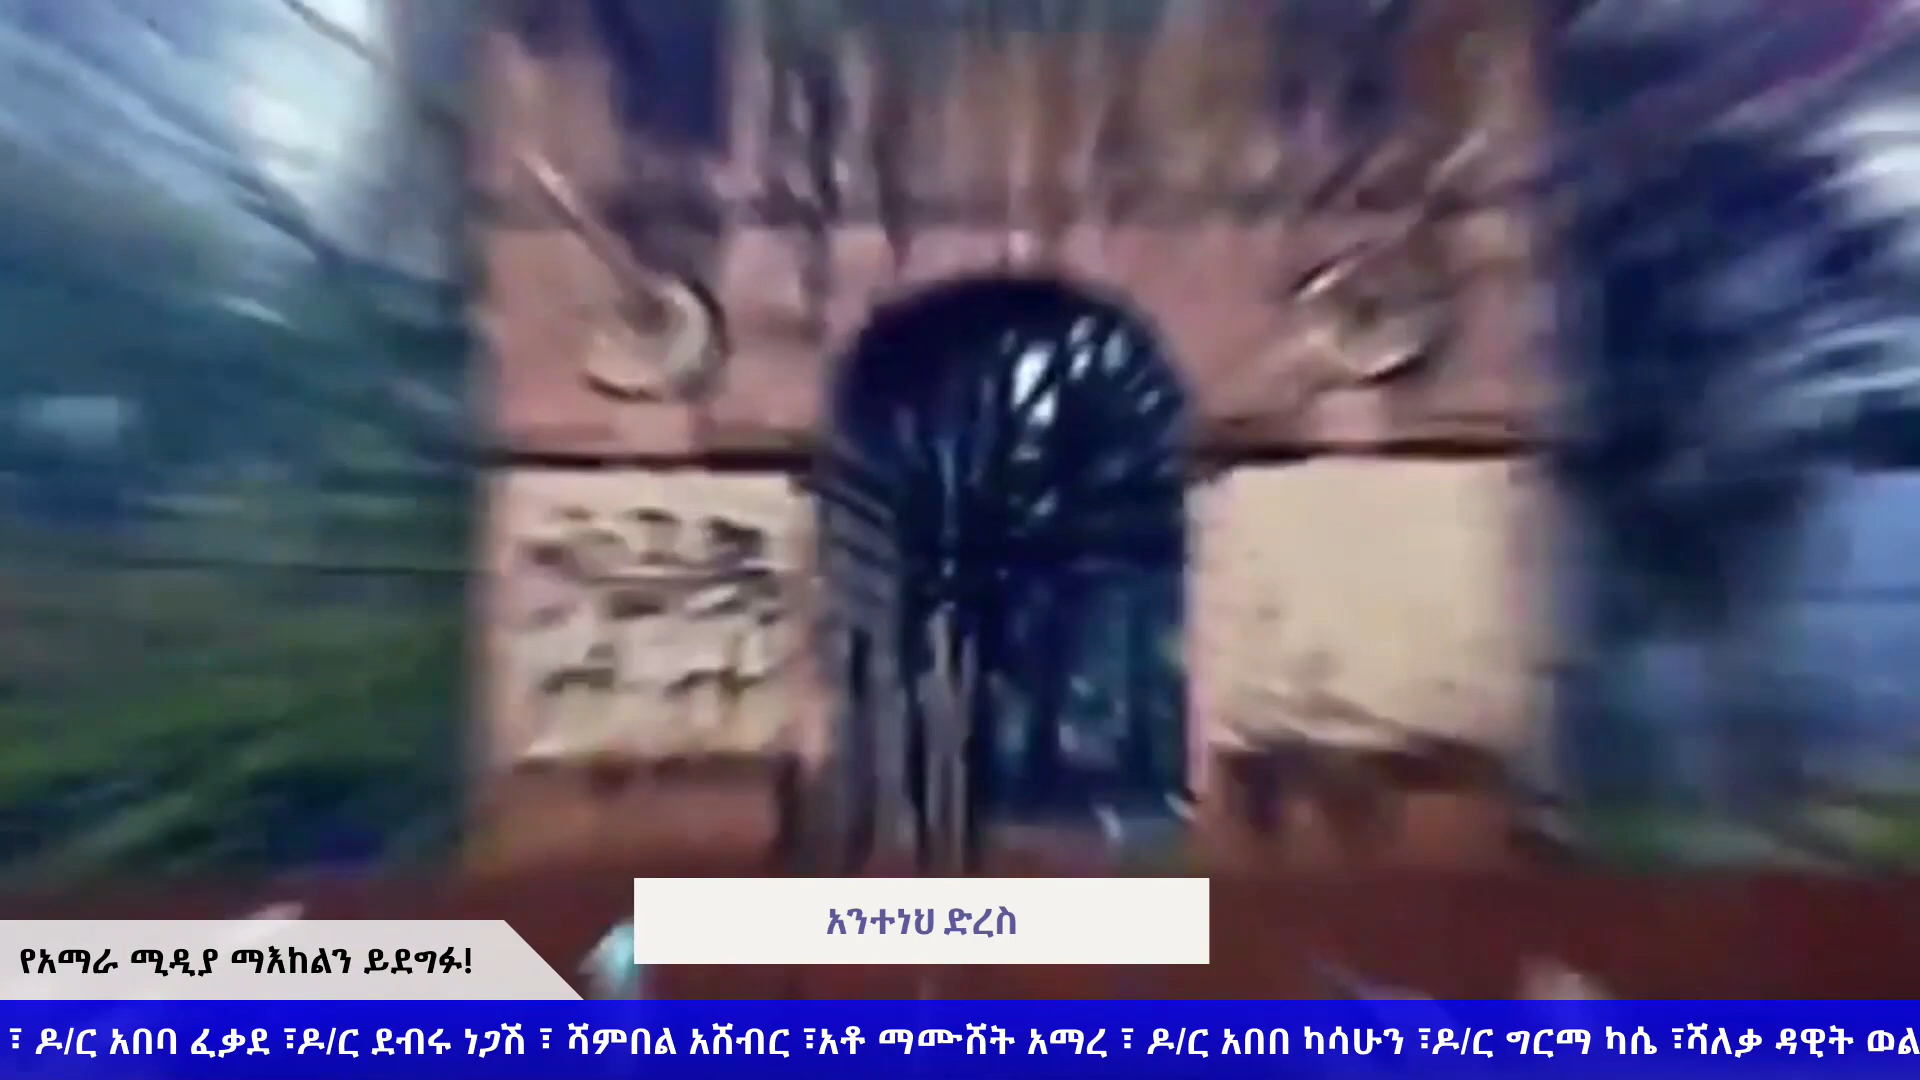 አንተነህ ድረስ
የአማራ ሚዲያ ማእከልን ይደግፉ!
፣ ዶ/ር አበባ ፈቃደ ፣ዶ/ር ደብሩ ነጋሽ ፣ ሻምበል አሸብር ፣አቶ ማሙሸት አማረ ፣ ዶ/ር አበበ ካሳሁን ፣ዶ/ር ግርማ ካሴ ፣ሻለቃ ዳዊት ወል